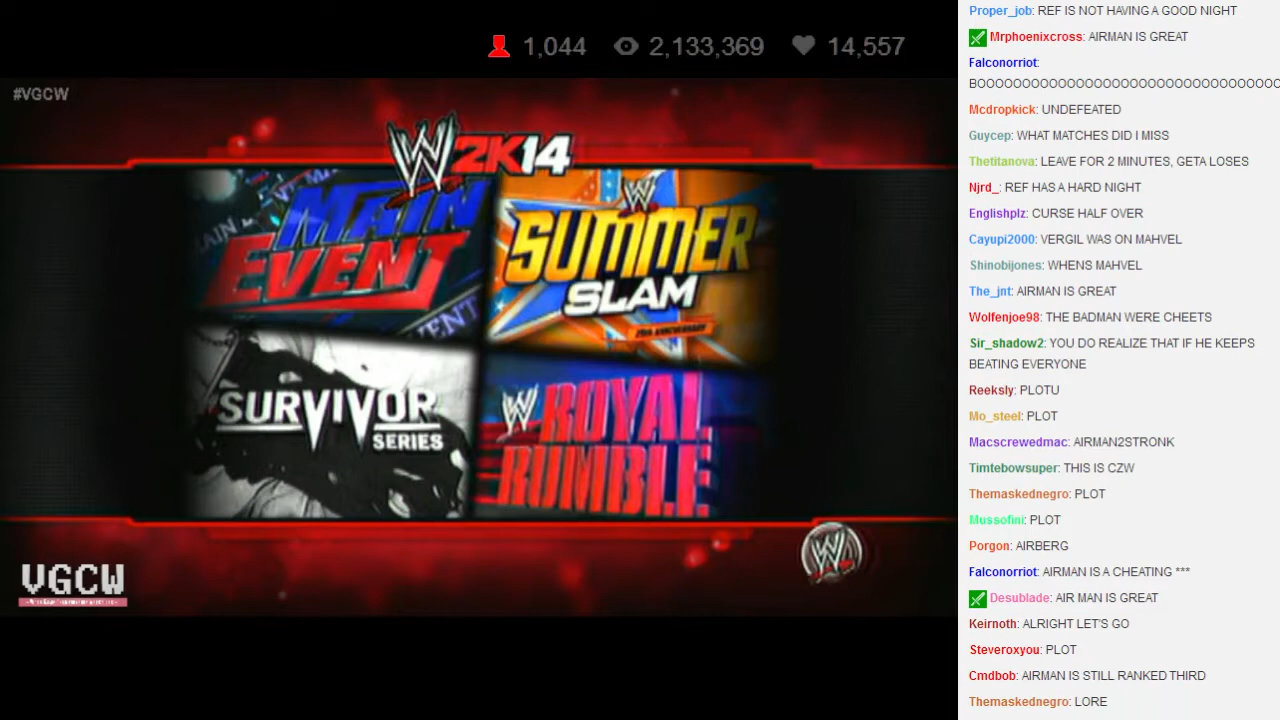 1,044 2,133,369 14,557
#VGCW
W 2K14
MAIN
EVENT
SUMMER
SLAM
SURVIVOR
SERIES
ROYAL
RUMBLE
VGCW
Proper_job: REF IS NOT HAVING A GOOD NIGHT
Mrphoenixcross: AIRMAN IS GREAT
Falconorriot:
BOOOOOOOOOOOOOOOOOOOOOOOOOOOOOOOOOO
Mcdropkick: UNDEFEATED
Guycep: WHAT MATCHES DID I MISS
Thetitanova: LEAVE FOR 2 MINUTES, GETA LOSES
Njrd_: REF HAS A HARD NIGHT
Englishplz: CURSE HALF OVER
Cayupi2000: VERGIL WAS ON MAHVEL
Shinobijones: WHENS MAHVEL
The_jnt: AIRMAN IS GREAT
Wolfenjoe98: THE BADMAN WERE CHEETS
Sir_shadow2: YOU DO REALIZE THAT IF HE KEEPS
BEATING EVERYONE
Reeksly: PLOTU
Mo_steel: PLOT
Macscrewedmac: AIRMAN2STRONK
Timtebowsuper: THIS IS CZW
Themaskednegro: PLOT
Mussofini: PLOT
Porgon: AIRBERG
Falconorriot: AIRMAN IS A CHEATING ***
Desublade: AIR MAN IS GREAT
Keirnoth: ALRIGHT LET'S GO
Steveroxyou: PLOT
Cmdbob: AIRMAN IS STILL RANKED THIRD
Themaskednegro: LORE